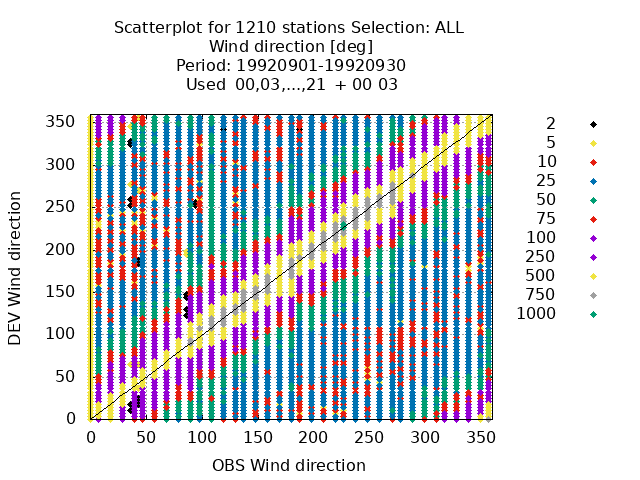 Scatterplot for 1210 stations Selection: ALL
Wind direction [deg]
Period: 19920901-19920930
Used 00,03,...,21 + 00 03
DEV Wind direction
350
300
250
200
150
100
50
0
0 50 100 150 200 250 300 350
OBS Wind direction
2
5
10
25
50
75
100
250
500
750
1000